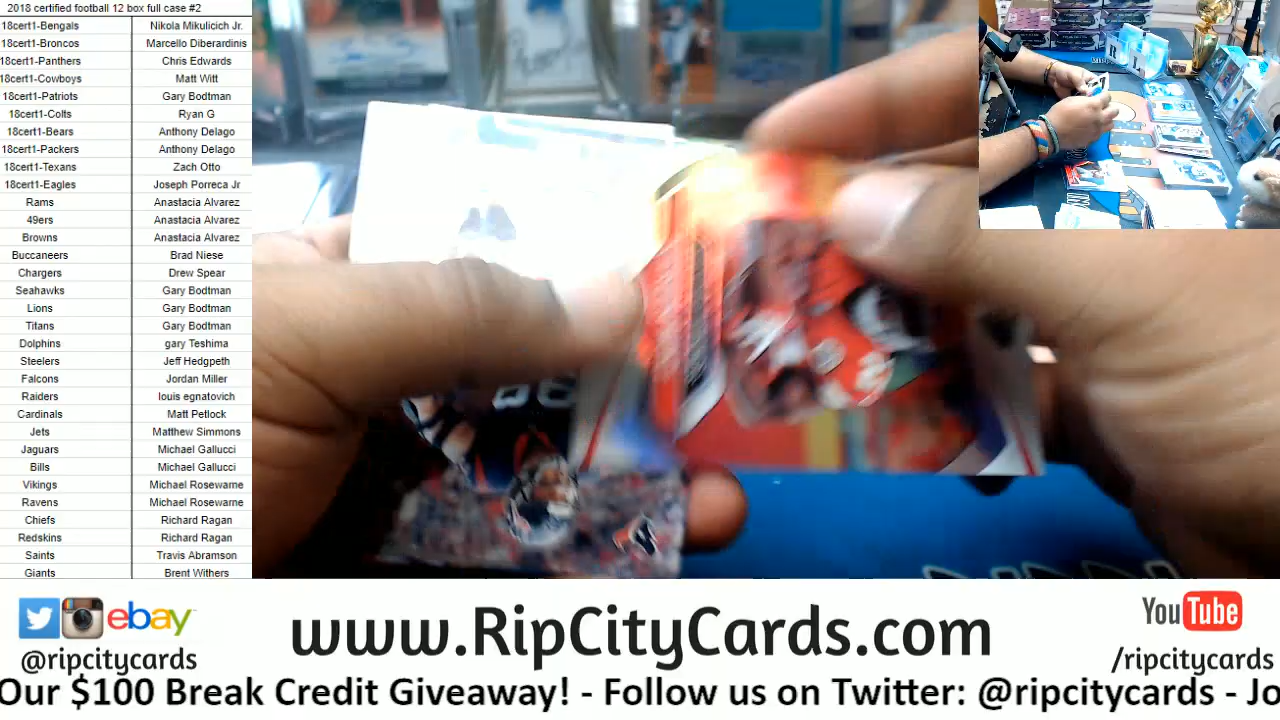 2018 certified football 12 box full case #2
18cert1-Bengals Nikola Mikulicich Jr.
18cert1-Broncos Marcello Diberardinis
18cert1-Panthers Chris Edwards
18cert1-Cowboys Matt Witt
18cert1-Patriots Gary Bodtman
18cert1-Colts Ryan G
18cert1-Bears Anthony Delago
18cert1-Packers Anthony Delago
18cert1-Texans Zach Otto
18cert1-Eagles Joseph Porreca Jr
Rams Anastacia Alvarez
49ers Anastacia Alvarez
Browns Anastacia Alvarez
Buccaneers Brad Niese
Chargers Drew Spear
Seahawks Gary Bodtman
Lions Gary Bodtman
Titans Gary Bodtman
Dolphins gary Teshima
Steelers Jeff Hedgpeth
Falcons Jordan Miller
Raiders louis egnatovich
Cardinals Matt Petlock
Jets Matthew Simmons
Jaguars Michael Gallucci
Bills Michael Gallucci
Vikings Michael Rosewarne
Ravens Michael Rosewarne
Chiefs Richard Ragan
Redskins Richard Ragan
Saints Travis Abramson
Giants Brent Withers
ebay
@ripcitycards
www.RipCityCards.com
YouTube
/ripcitycards
Our $100 Break Credit Giveaway! - Follow us on Twitter: @ripcitycards - Jo